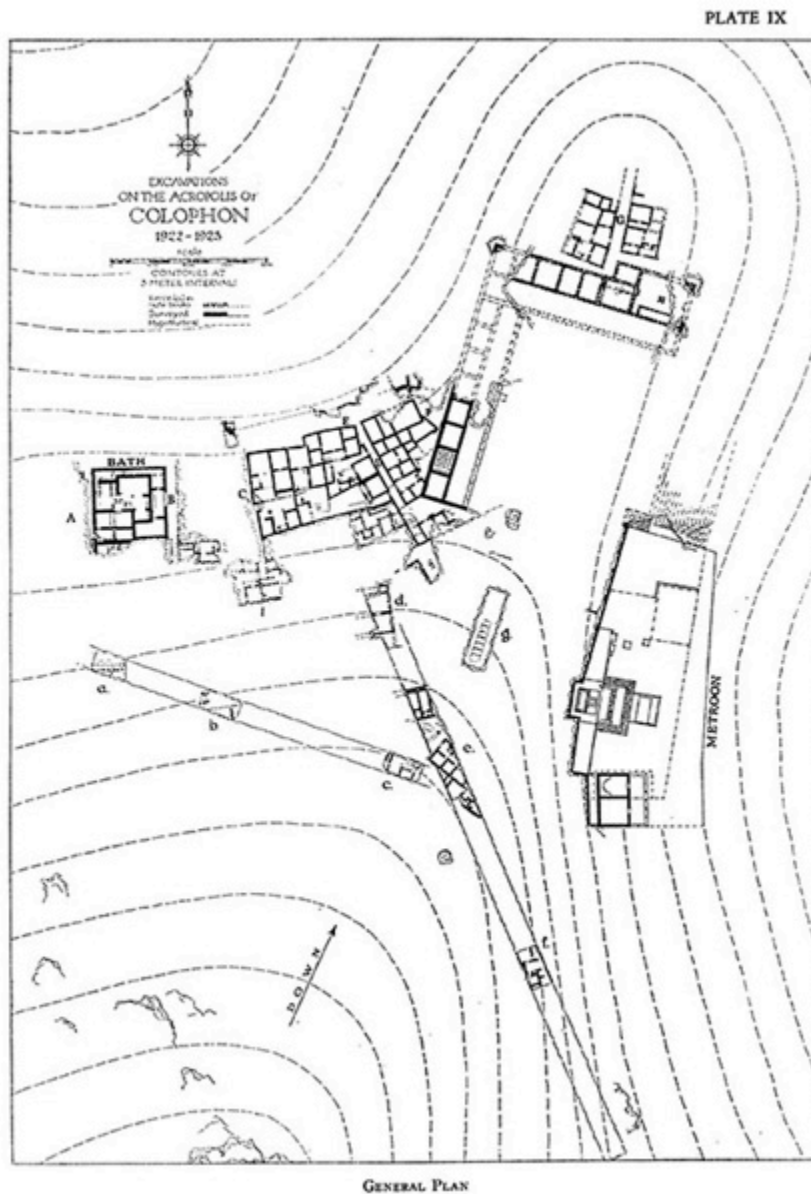 PLATE IX
EXCAVATIONS
ON THE ACROPOLIS OF
COLOPHON
1922-1925
SCALE
CONTOURS AT
5 METER INTERVALS
Surveyed
Hypothetical
G
BATH
A
B
C
d.
g.
a.
b
c.
e.
f.
METROON
DOWN
GENERAL PLAN